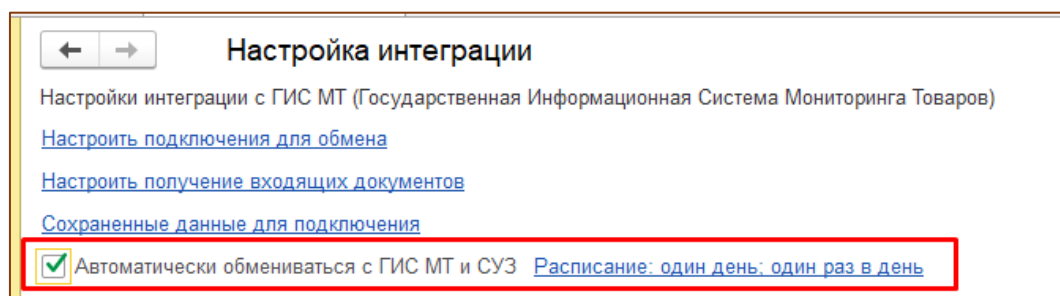 Настройка интеграции
Настройки интеграции с ГИС МТ (Государственная Информационная Система Мониторинга Товаров)
Настроить подключения для обмена
Настроить получение входящих документов
Сохраненные данные для подключения
Автоматически обмениваться с ГИС МТ и СУЗ Расписание: один день; один раз в день